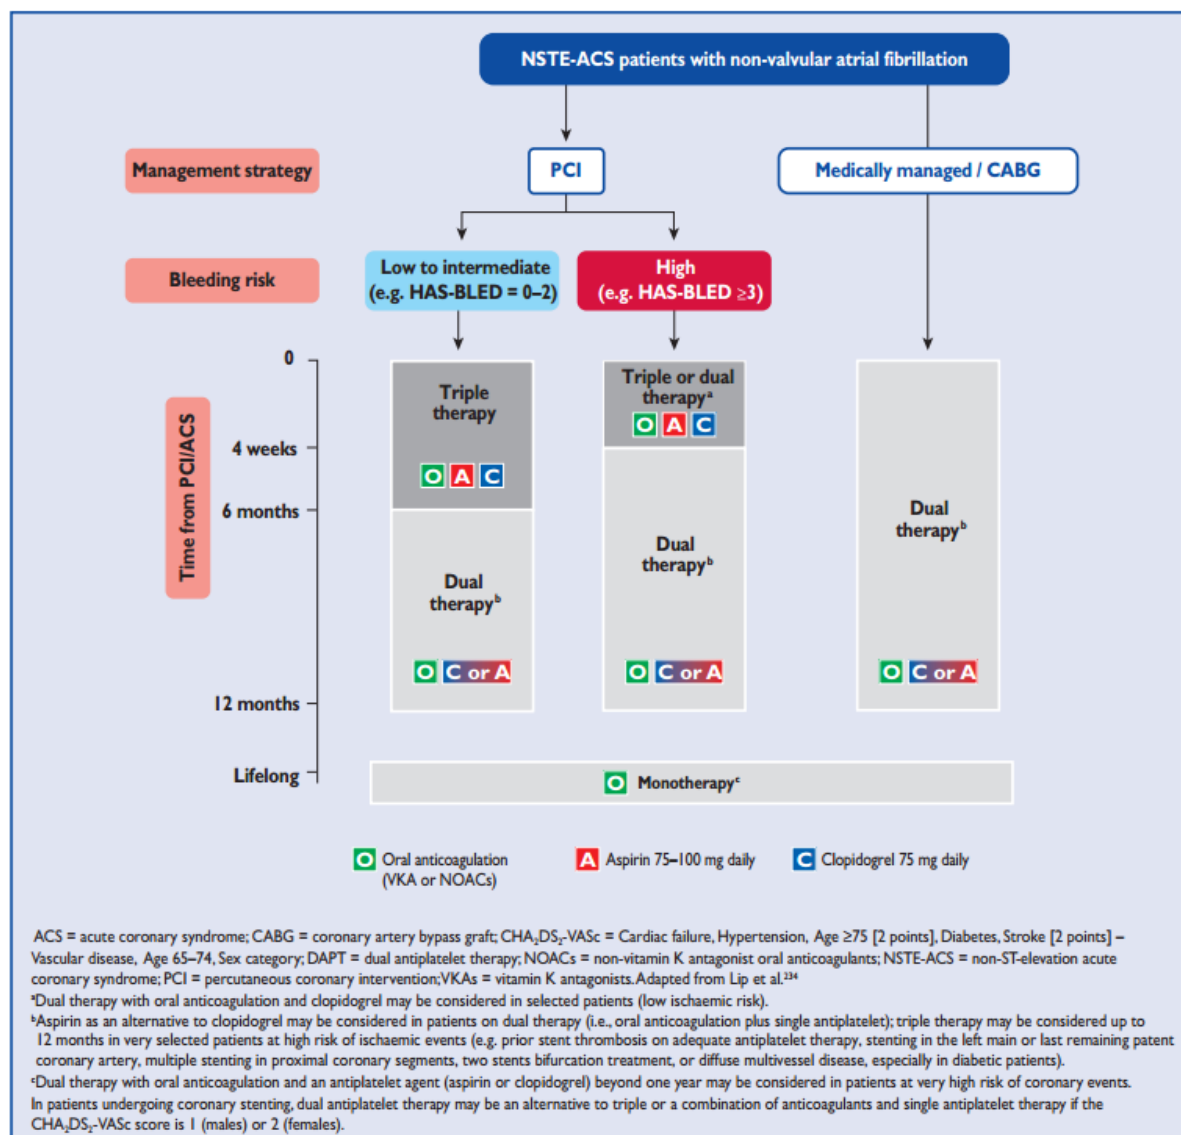 NSTE-ACS patients with non-valvular atrial fibrillation
Management strategy
PCI
Medically managed / CABG
Bleeding risk
Low to intermediate
(e.g. HAS-BLED = 0–2)
High
(e.g. HAS-BLED ≥3)
Time from PCI/ACS
0
4 weeks
6 months
12 months
Lifelong
Triple
therapy
O A C
Dual
therapyᵇ
O C or A
Triple or dual
therapyᵃ
O A C
Dual
therapyᵇ
O C or A
Dual
therapyᵇ
O C or A
O Monotherapyᶜ
O Oral anticoagulation
(VKA or NOACs)
A Aspirin 75–100 mg daily
C Clopidogrel 75 mg daily
ACS = acute coronary syndrome; CABG = coronary artery bypass graft; CHA₂DS₂-VASc = Cardiac failure, Hypertension, Age ≥75 [2 points], Diabetes, Stroke [2 points] –
Vascular disease, Age 65–74, Sex category; DAPT = dual antiplatelet therapy; NOACs = non-vitamin K antagonist oral anticoagulants; NSTE-ACS = non-ST-elevation acute
coronary syndrome; PCI = percutaneous coronary intervention; VKAs = vitamin K antagonists. Adapted from Lip et al.²³⁴
ᵃDual therapy with oral anticoagulation and clopidogrel may be considered in selected patients (low ischaemic risk).
ᵇAspirin as an alternative to clopidogrel may be considered in patients on dual therapy (i.e., oral anticoagulation plus single antiplatelet); triple therapy may be considered up to
12 months in very selected patients at high risk of ischaemic events (e.g. prior stent thrombosis on adequate antiplatelet therapy, stenting in the left main or last remaining patent
coronary artery, multiple stenting in proximal coronary segments, two stents bifurcation treatment, or diffuse multivessel disease, especially in diabetic patients).
ᶜDual therapy with oral anticoagulation and an antiplatelet agent (aspirin or clopidogrel) beyond one year may be considered in patients at very high risk of coronary events.
In patients undergoing coronary stenting, dual antiplatelet therapy may be an alternative to triple or a combination of anticoagulants and single antiplatelet therapy if the
CHA₂DS₂-VASc score is 1 (males) or 2 (females).